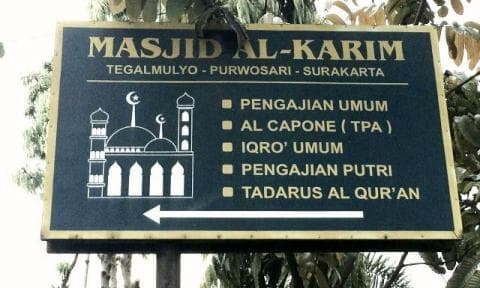 MASJID AL-KARIM
TEGALMULYO - PURWOSARI - SURAKARTA
PENGAJIAN UMUM
AL CAPONE ( TPA )
IQRO' UMUM
PENGAJIAN PUTRI
TADARUS AL QUR'AN